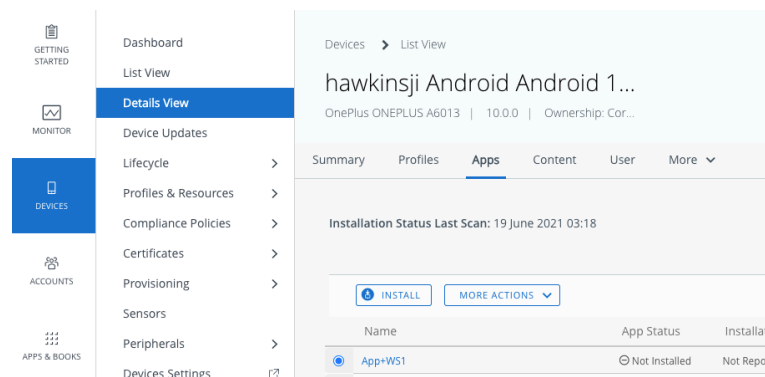 GETTING
STARTED
MONITOR
DEVICES
ACCOUNTS
APPS & BOOKS
Dashboard
List View
Details View
Device Updates
Lifecycle
Profiles & Resources
Compliance Policies
Certificates
Provisioning
Sensors
Peripherals
Devices Settings
Devices List View
hawkinsji Android Android 1...
OnePlus ONEPLUS A6013 | 10.0.0 | Ownership: Cor...
Summary Profiles Apps Content User More
Installation Status Last Scan: 19 June 2021 03:18
INSTALL MORE ACTIONS
Name App Status Installa
App+WS1 Not Installed Not Repo